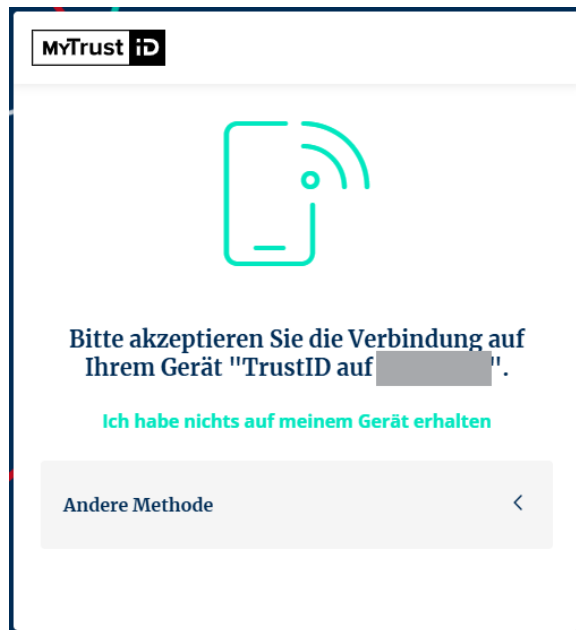 MYTrust iD
Bitte akzeptieren Sie die Verbindung auf
Ihrem Gerät "TrustID auf ".
Ich habe nichts auf meinem Gerät erhalten
Andere Methode